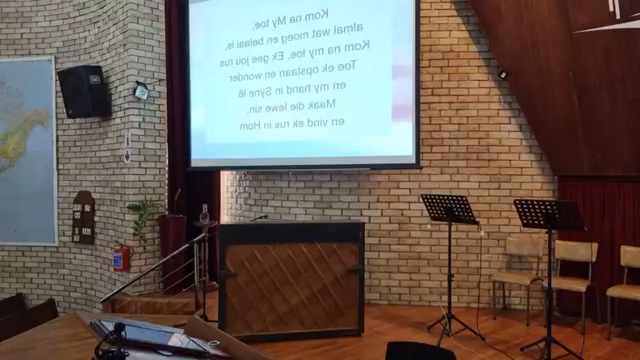 Kom na My toe,
almal wat moeg en belaai is,
Kom na my toe, Ek gee jou rus
Toe ek opstaan en wonder
en my hand in Syne lê
Maak die lewe sin,
en vind ek rus in Hom